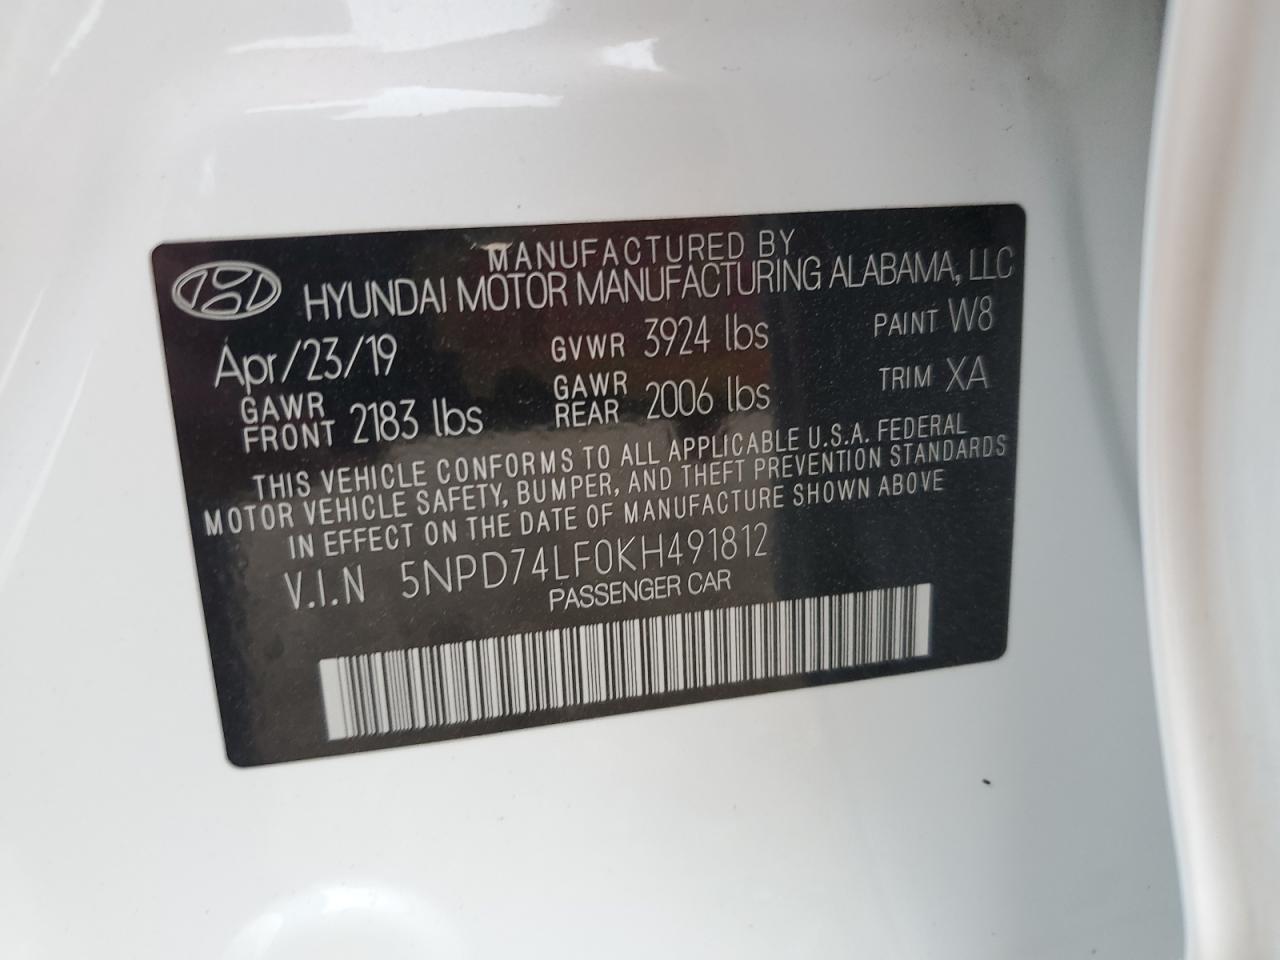 MANUFACTURED BY
HYUNDAI MOTOR MANUFACTURING ALABAMA, LLC
Apr/23/19 GVWR 3924 lbs PAINT W8
GAWR FRONT 2183 lbs GAWR REAR 2006 lbs TRIM XA
THIS VEHICLE CONFORMS TO ALL APPLICABLE U.S.A. FEDERAL
MOTOR VEHICLE SAFETY, BUMPER, AND THEFT PREVENTION STANDARDS
IN EFFECT ON THE DATE OF MANUFACTURE SHOWN ABOVE
V.I.N 5NPD74LF0KH491812
PASSENGER CAR